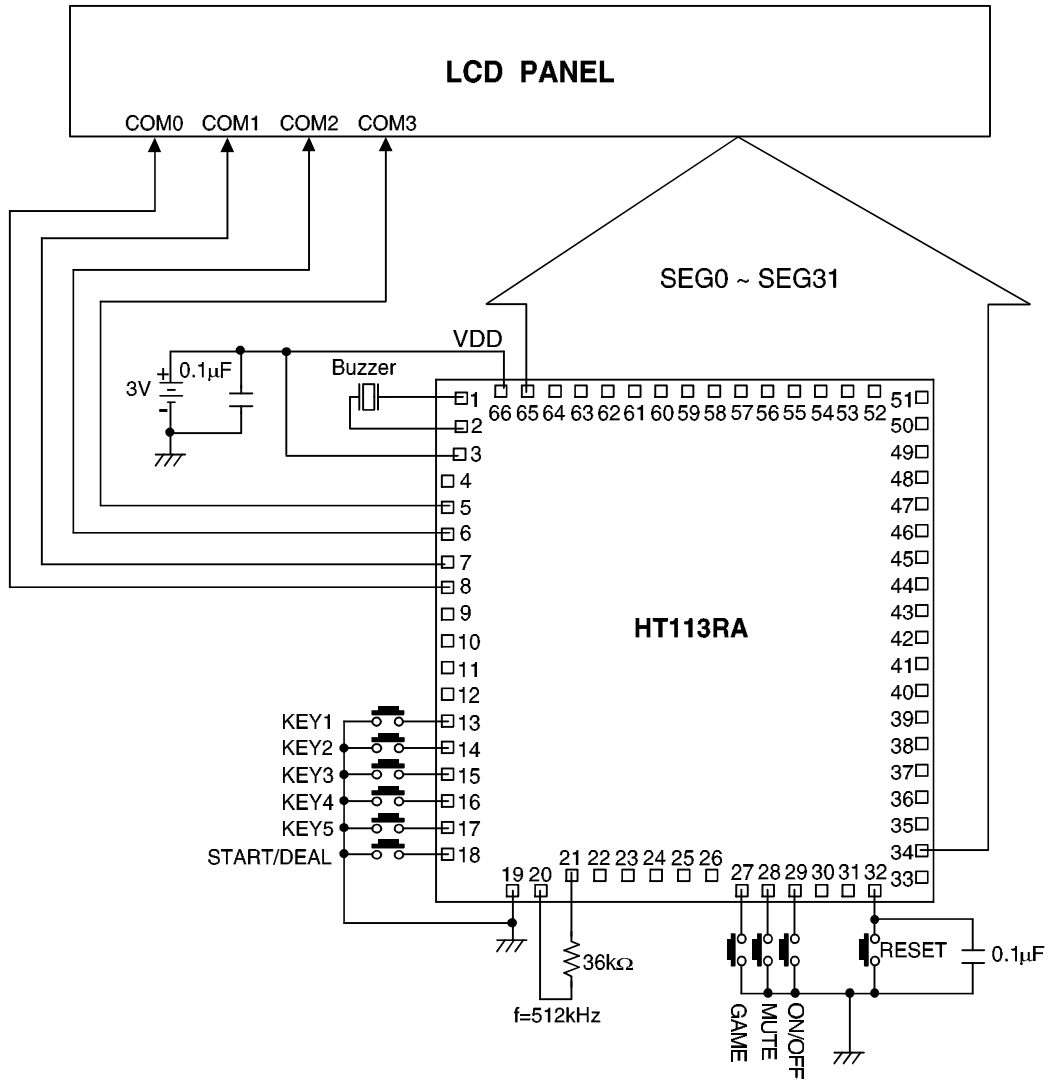 LCD PANEL
COM0 COM1 COM2 COM3
SEG0 ~ SEG31
VDD
+ 0.1µF
3V
-
Buzzer
1
2
3
4
5
6
7
8
9
10
11
12
13
14
15
16
17
18
66 65 64 63 62 61 60 59 58 57 56 55 54 53 52
51
50
49
48
47
46
45
44
43
42
41
40
39
38
37
36
35
34
33
HT113RA
KEY1
KEY2
KEY3
KEY4
KEY5
START/DEAL
19 20 21 22 23 24 25 26 27 28 29 30 31 32
36kΩ
f=512kHz
GAME
MUTE
ON/OFF
RESET
0.1µF